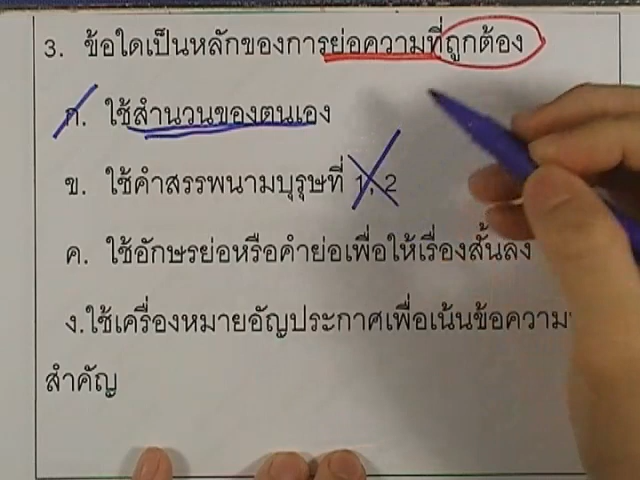 3. ข้อใดเป็นหลักของการย่อความที่ถูกต้อง
ก. ใช้สำนวนของตนเอง
ข. ใช้คำสรรพนามบุรุษที่ 1, 2
ค. ใช้อักษรย่อหรือคำย่อเพื่อให้เรื่องสั้นลง
ง.ใช้เครื่องหมายอัญประกาศเพื่อเน้นข้อความ
สำคัญ